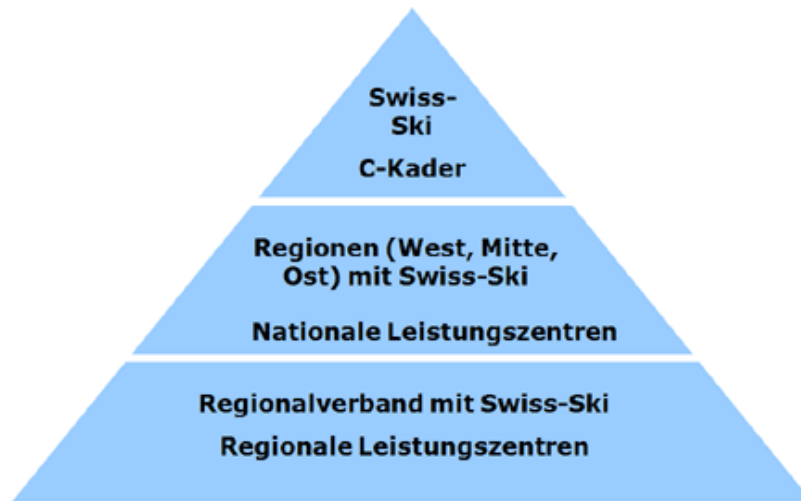 Swiss-
Ski
C-Kader
Regionen (West, Mitte,
Ost) mit Swiss-Ski
Nationale Leistungszentren
Regionalverband mit Swiss-Ski
Regionale Leistungszentren